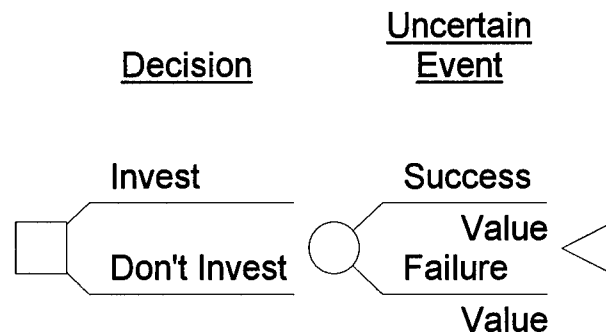 Decision
Uncertain
Event
Invest
Don't Invest
Success
Value
Failure
Value